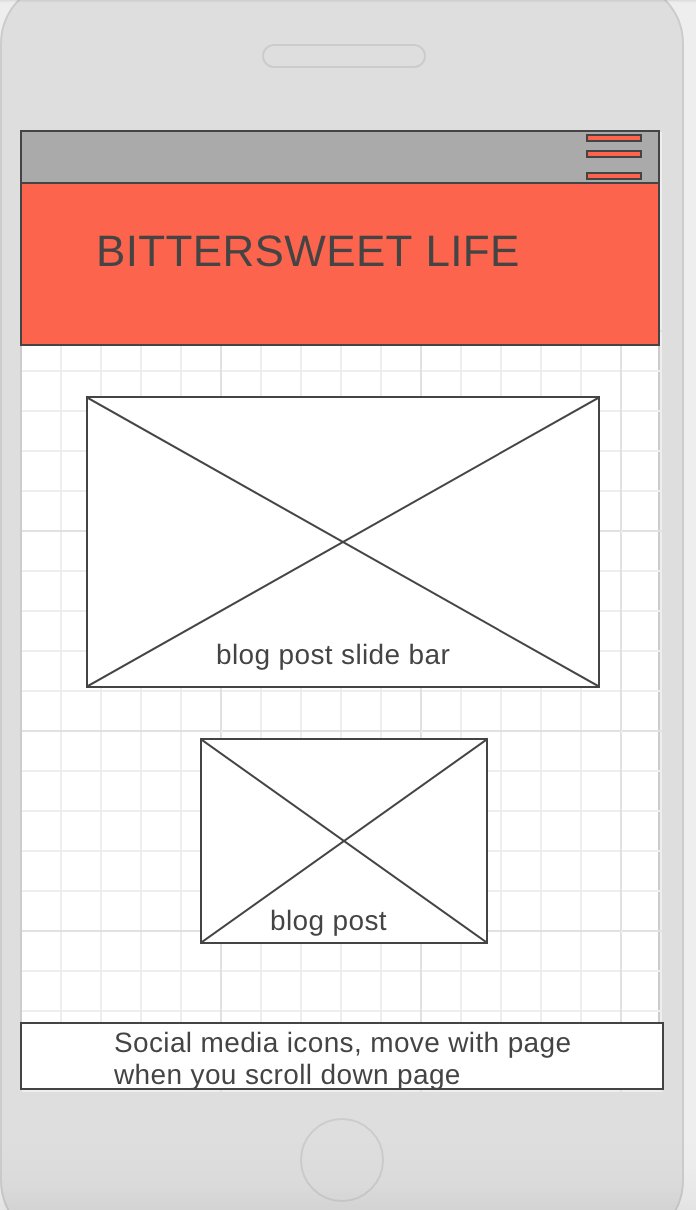 BITTERSWEET LIFE
blog post slide bar
blog post
Social media icons, move with page
when you scroll down page